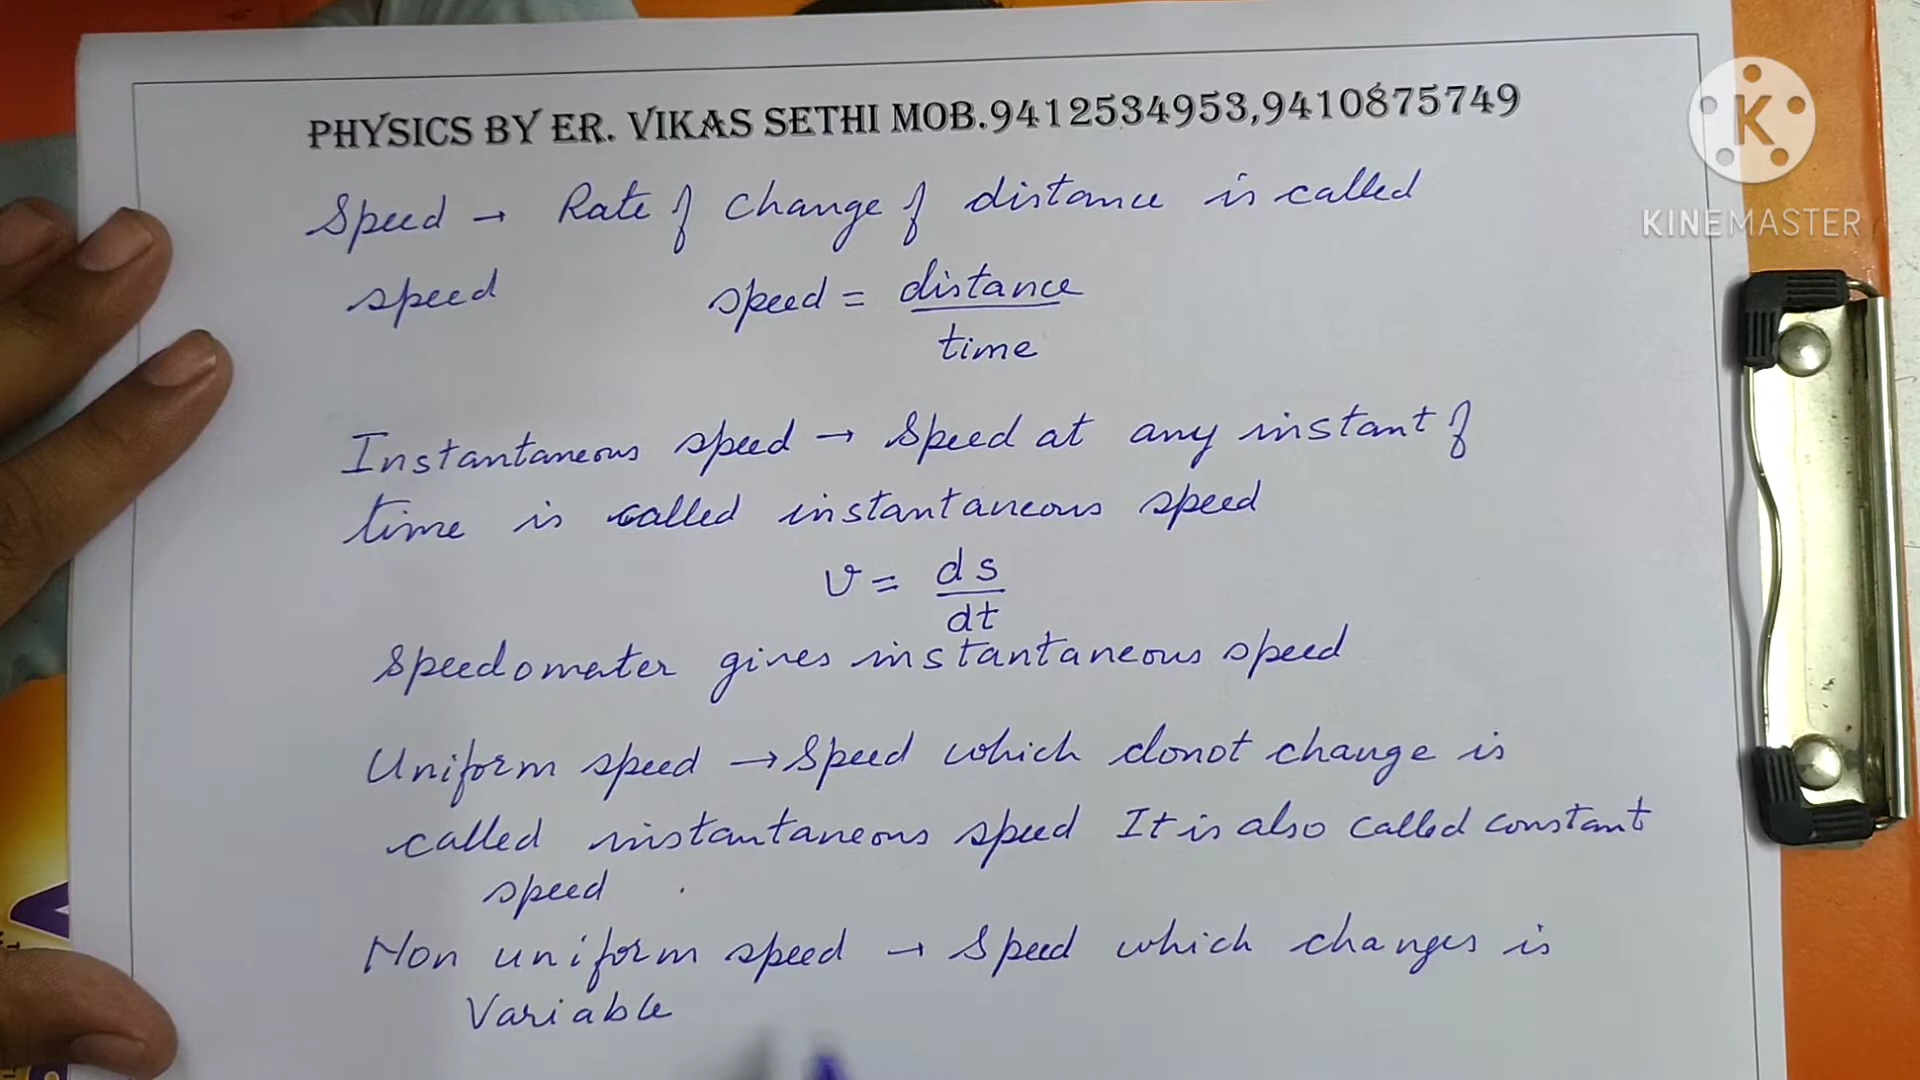 PHYSICS BY ER. VIKAS SETHI MOB.9412534953,9410875749
K
KINEMASTER
Speed → Rate of change of distance is called
speed speed = distance
time
Instantaneous speed → Speed at any instant of
time is called instantaneous speed
v = ds
dt
Speedometer gives instantaneous speed
Uniform speed → Speed which donot change is
called instantaneous speed It is also called constant
speed
Non uniform speed → Speed which changes is
Variable